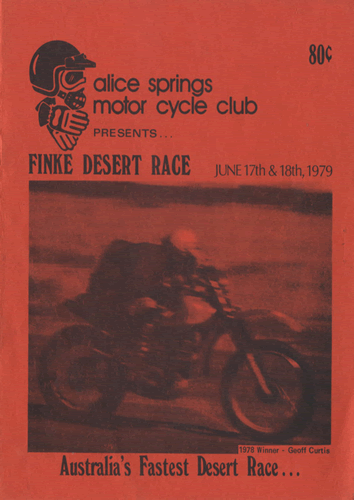 80¢
alice springs
motor cycle club
PRESENTS...
FINKE DESERT RACE JUNE 17th & 18th, 1979
1978 Winner - Geoff Curtis
Australia's Fastest Desert Race...